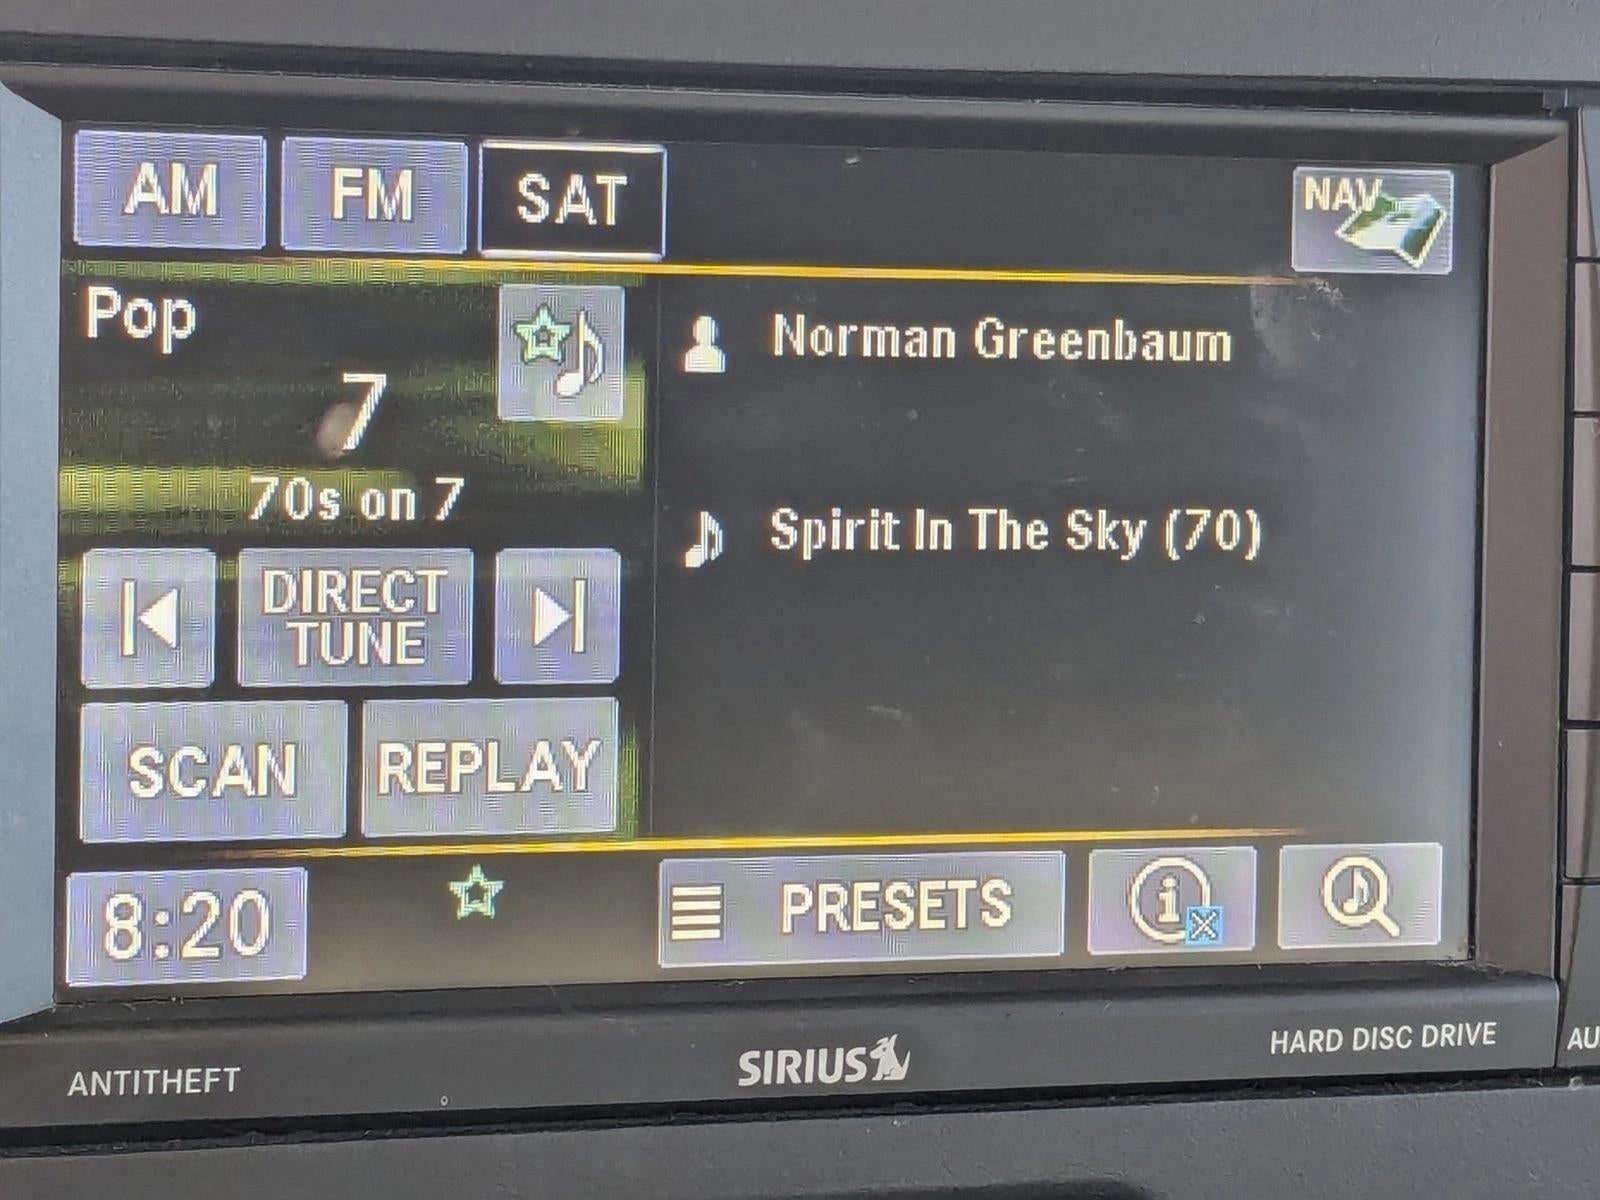 AM FM SAT NAV
Pop
7
70s on 7
Norman Greenbaum
Spirit In The Sky (70)
DIRECT
TUNE
SCAN REPLAY
8:20 PRESETS
ANTITHEFT SIRIUS HARD DISC DRIVE AU